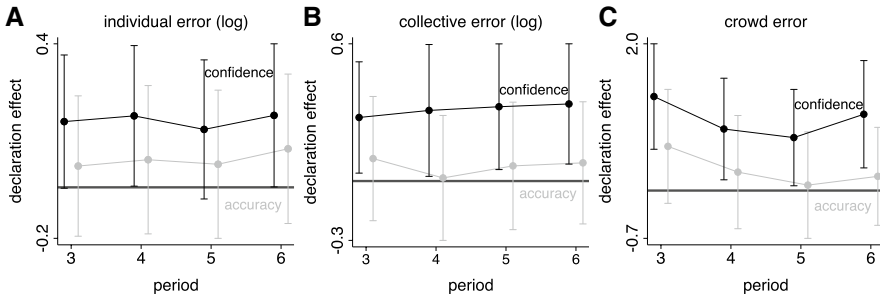 A individual error (log)
declaration effect
0.4
-0.2
confidence
accuracy
3 4 5 6
period
B collective error (log)
declaration effect
0.6
-0.3
confidence
accuracy
3 4 5 6
period
C crowd error
declaration effect
2.0
-0.7
confidence
accuracy
3 4 5 6
period